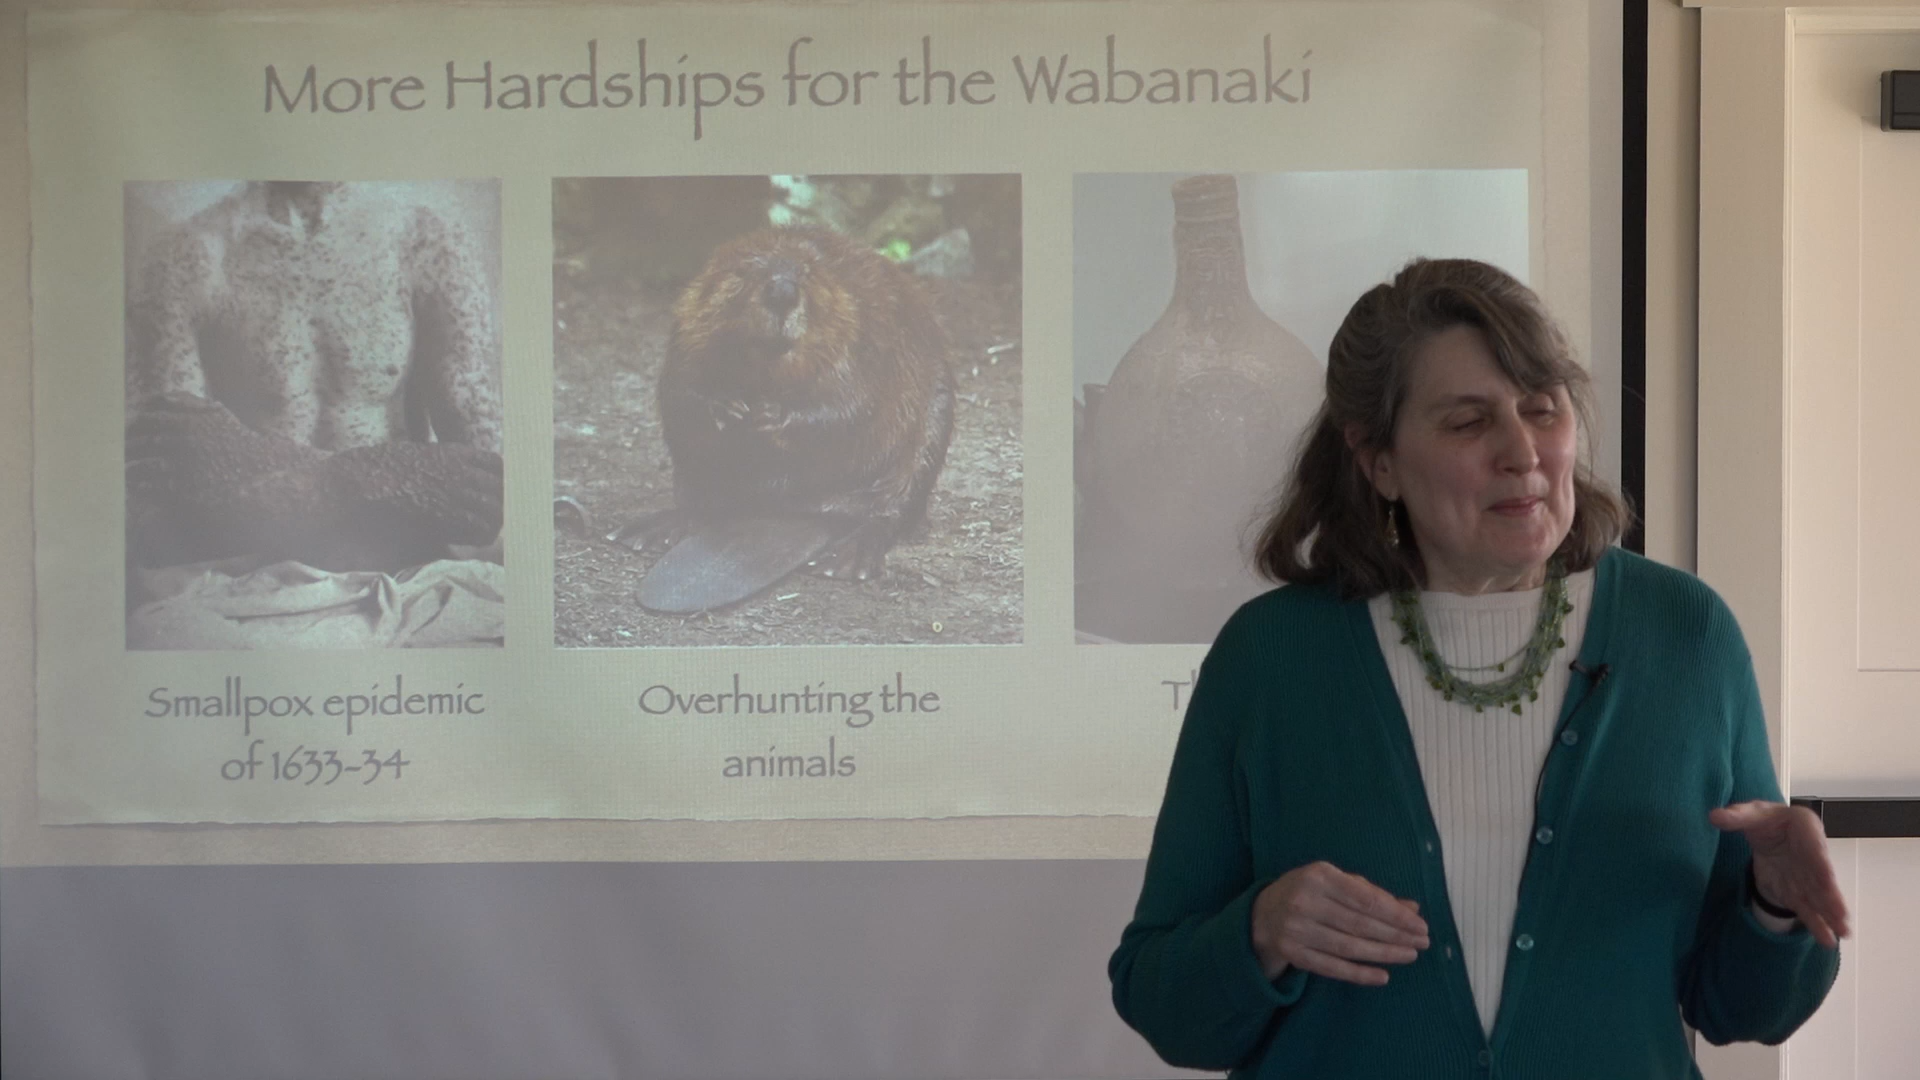 More Hardships for the Wabanaki
Smallpox epidemic
of 1633-34
Overhunting the
animals